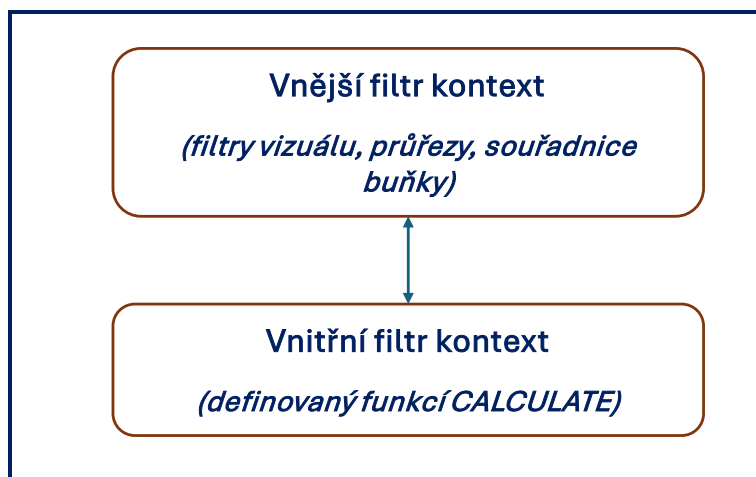 Vnější filtr kontext
(filtry vizuálu, průřezy, souřadnice
buňky)
Vnitřní filtr kontext
(definovaný funkcí CALCULATE)